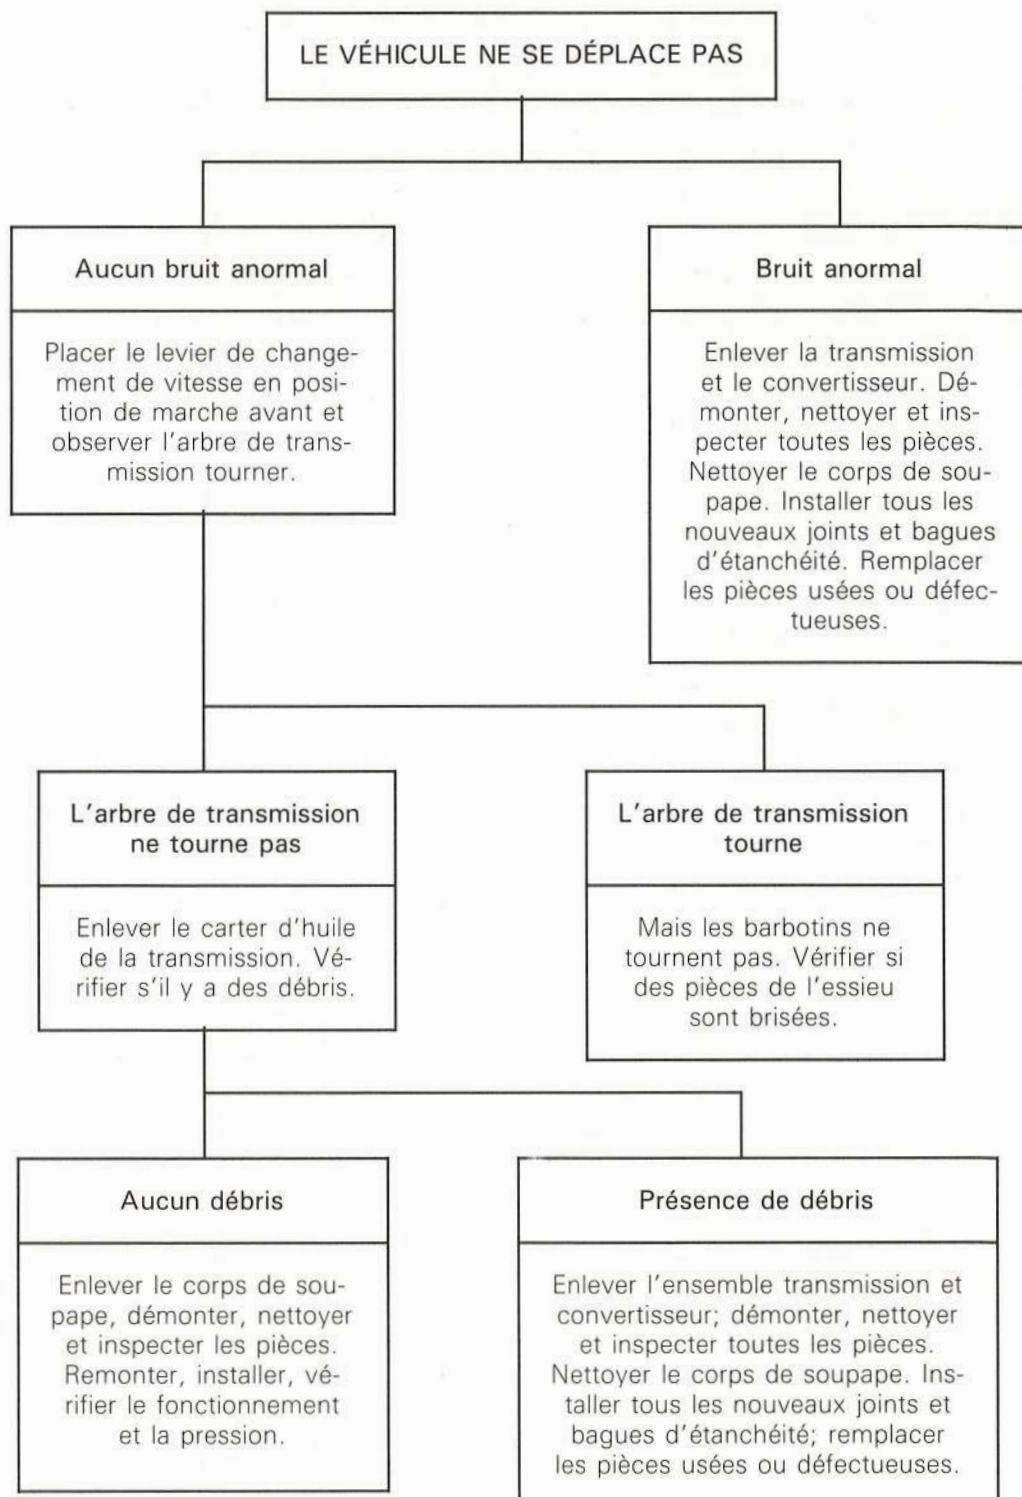 LE VÉHICULE NE SE DÉPLACE PAS
Aucun bruit anormal
Placer le levier de change-
ment de vitesse en posi-
tion de marche avant et
observer l'arbre de trans-
mission tourner.
Bruit anormal
Enlever la transmission
et le convertisseur. Dé-
monter, nettoyer et ins-
pecter toutes les pièces.
Nettoyer le corps de sou-
pape. Installer tous les
nouveaux joints et bagues
d'étanchéité. Remplacer
les pièces usées ou défec-
tueuses.
L'arbre de transmission
ne tourne pas
Enlever le carter d'huile
de la transmission. Vé-
rifier s'il y a des débris.
L'arbre de transmission
tourne
Mais les barbotins ne
tournent pas. Vérifier si
des pièces de l'essieu
sont brisées.
Aucun débris
Enlever le corps de sou-
pape, démonter, nettoyer
et inspecter les pièces.
Remonter, installer, vé-
rifier le fonctionnement
et la pression.
Présence de débris
Enlever l'ensemble transmission et
convertisseur; démonter, nettoyer
et inspecter toutes les pièces.
Nettoyer le corps de soupape. Ins-
taller tous les nouveaux joints et
bagues d'étanchéité; remplacer
les pièces usées ou défectueuses.